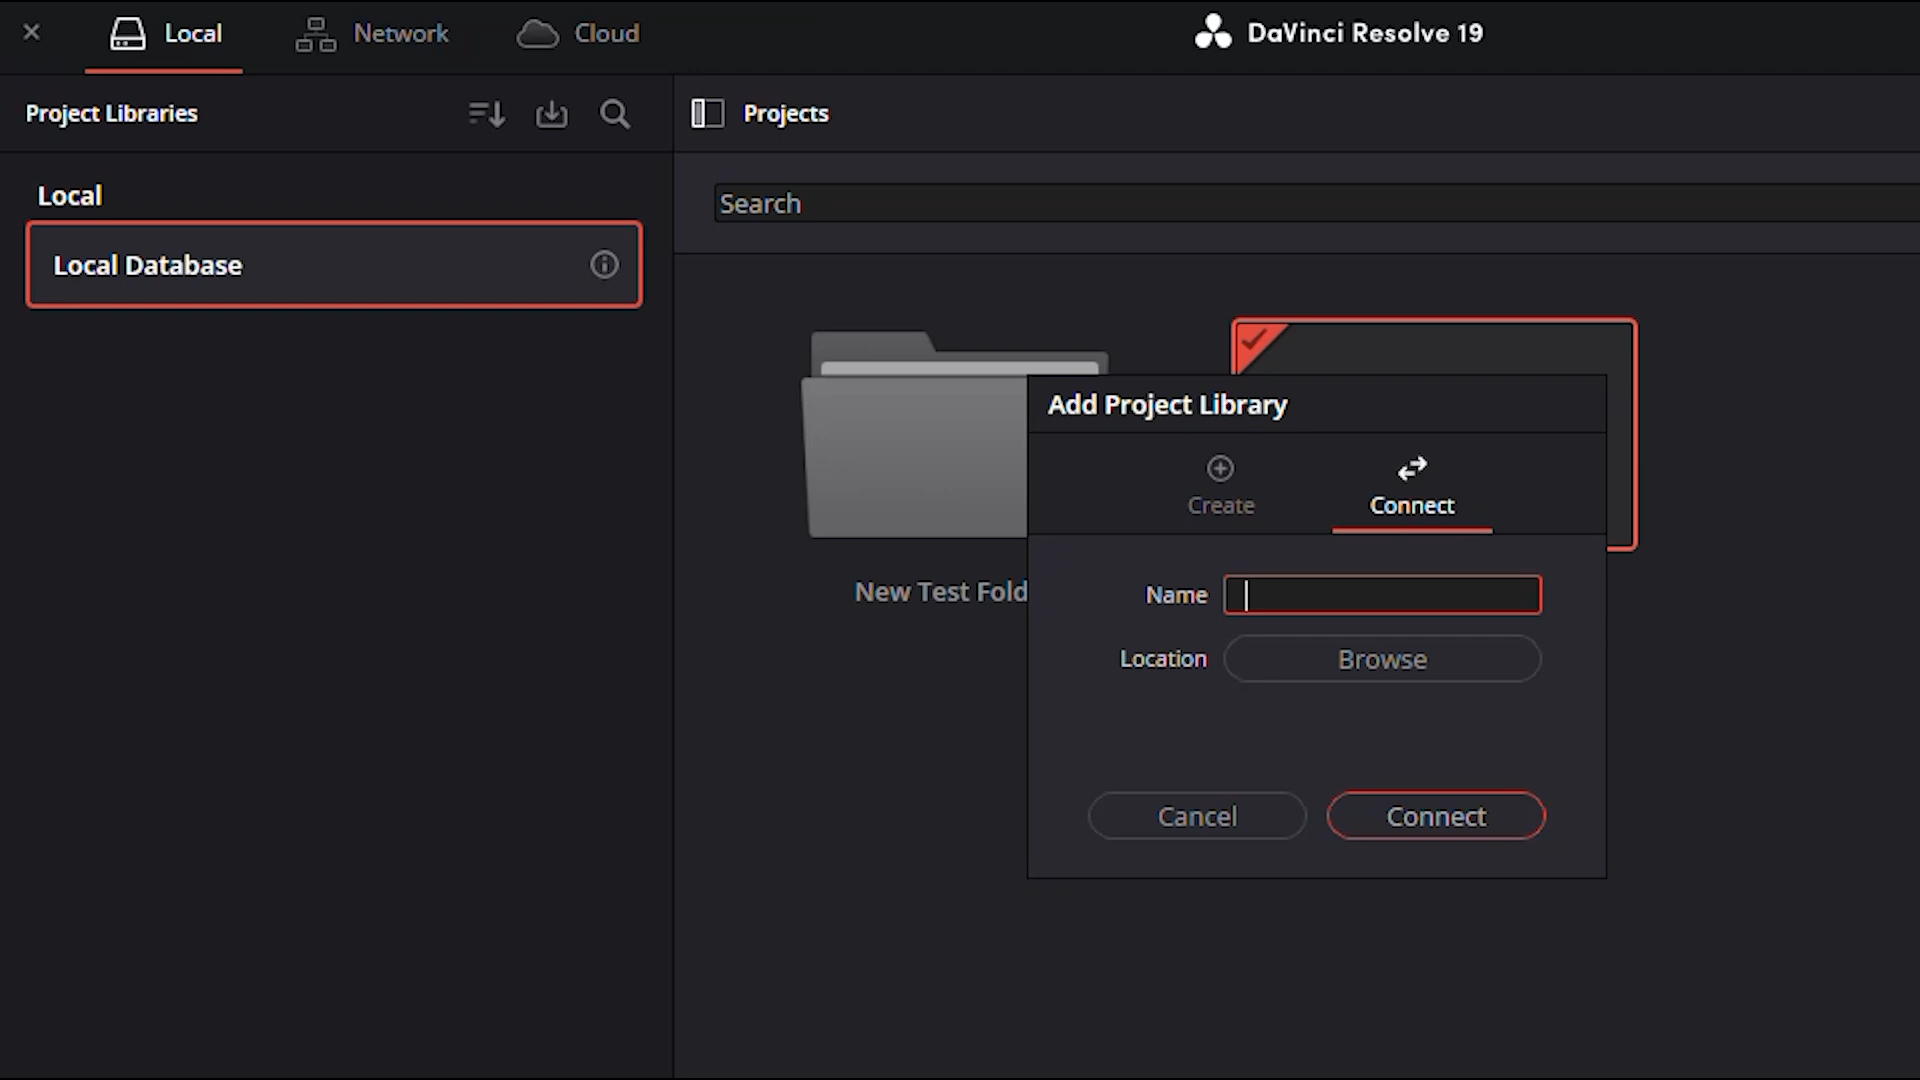 Local
Network
Cloud
DaVinci Resolve 19
Project Libraries
Projects
Local
Search
Local Database
Add Project Library
Create
Connect
New Test Fold
Name
Location
Browse
Cancel
Connect